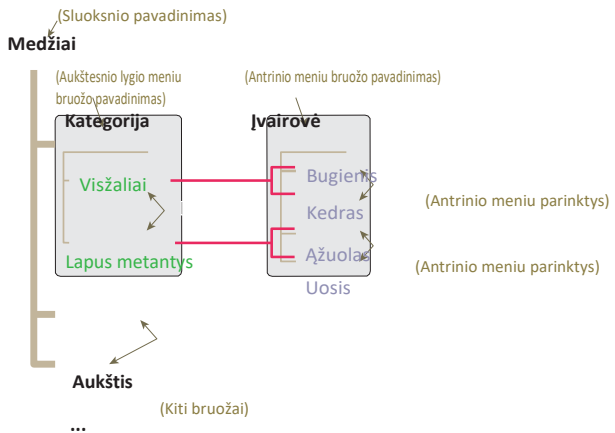 (Sluoksnio pavadinimas)
Medžiai
(Aukštesnio lygio meniu
bruožo pavadinimas)
(Antrinio meniu bruožo pavadinimas)
Kategorija
Įvairovė
Visžaliai
Bugienis
Kedras
(Antrinio meniu parinktys)
Lapus metantys
Ąžuolas
(Antrinio meniu parinktys)
Uosis
Aukštis
(Kiti bruožai)
...